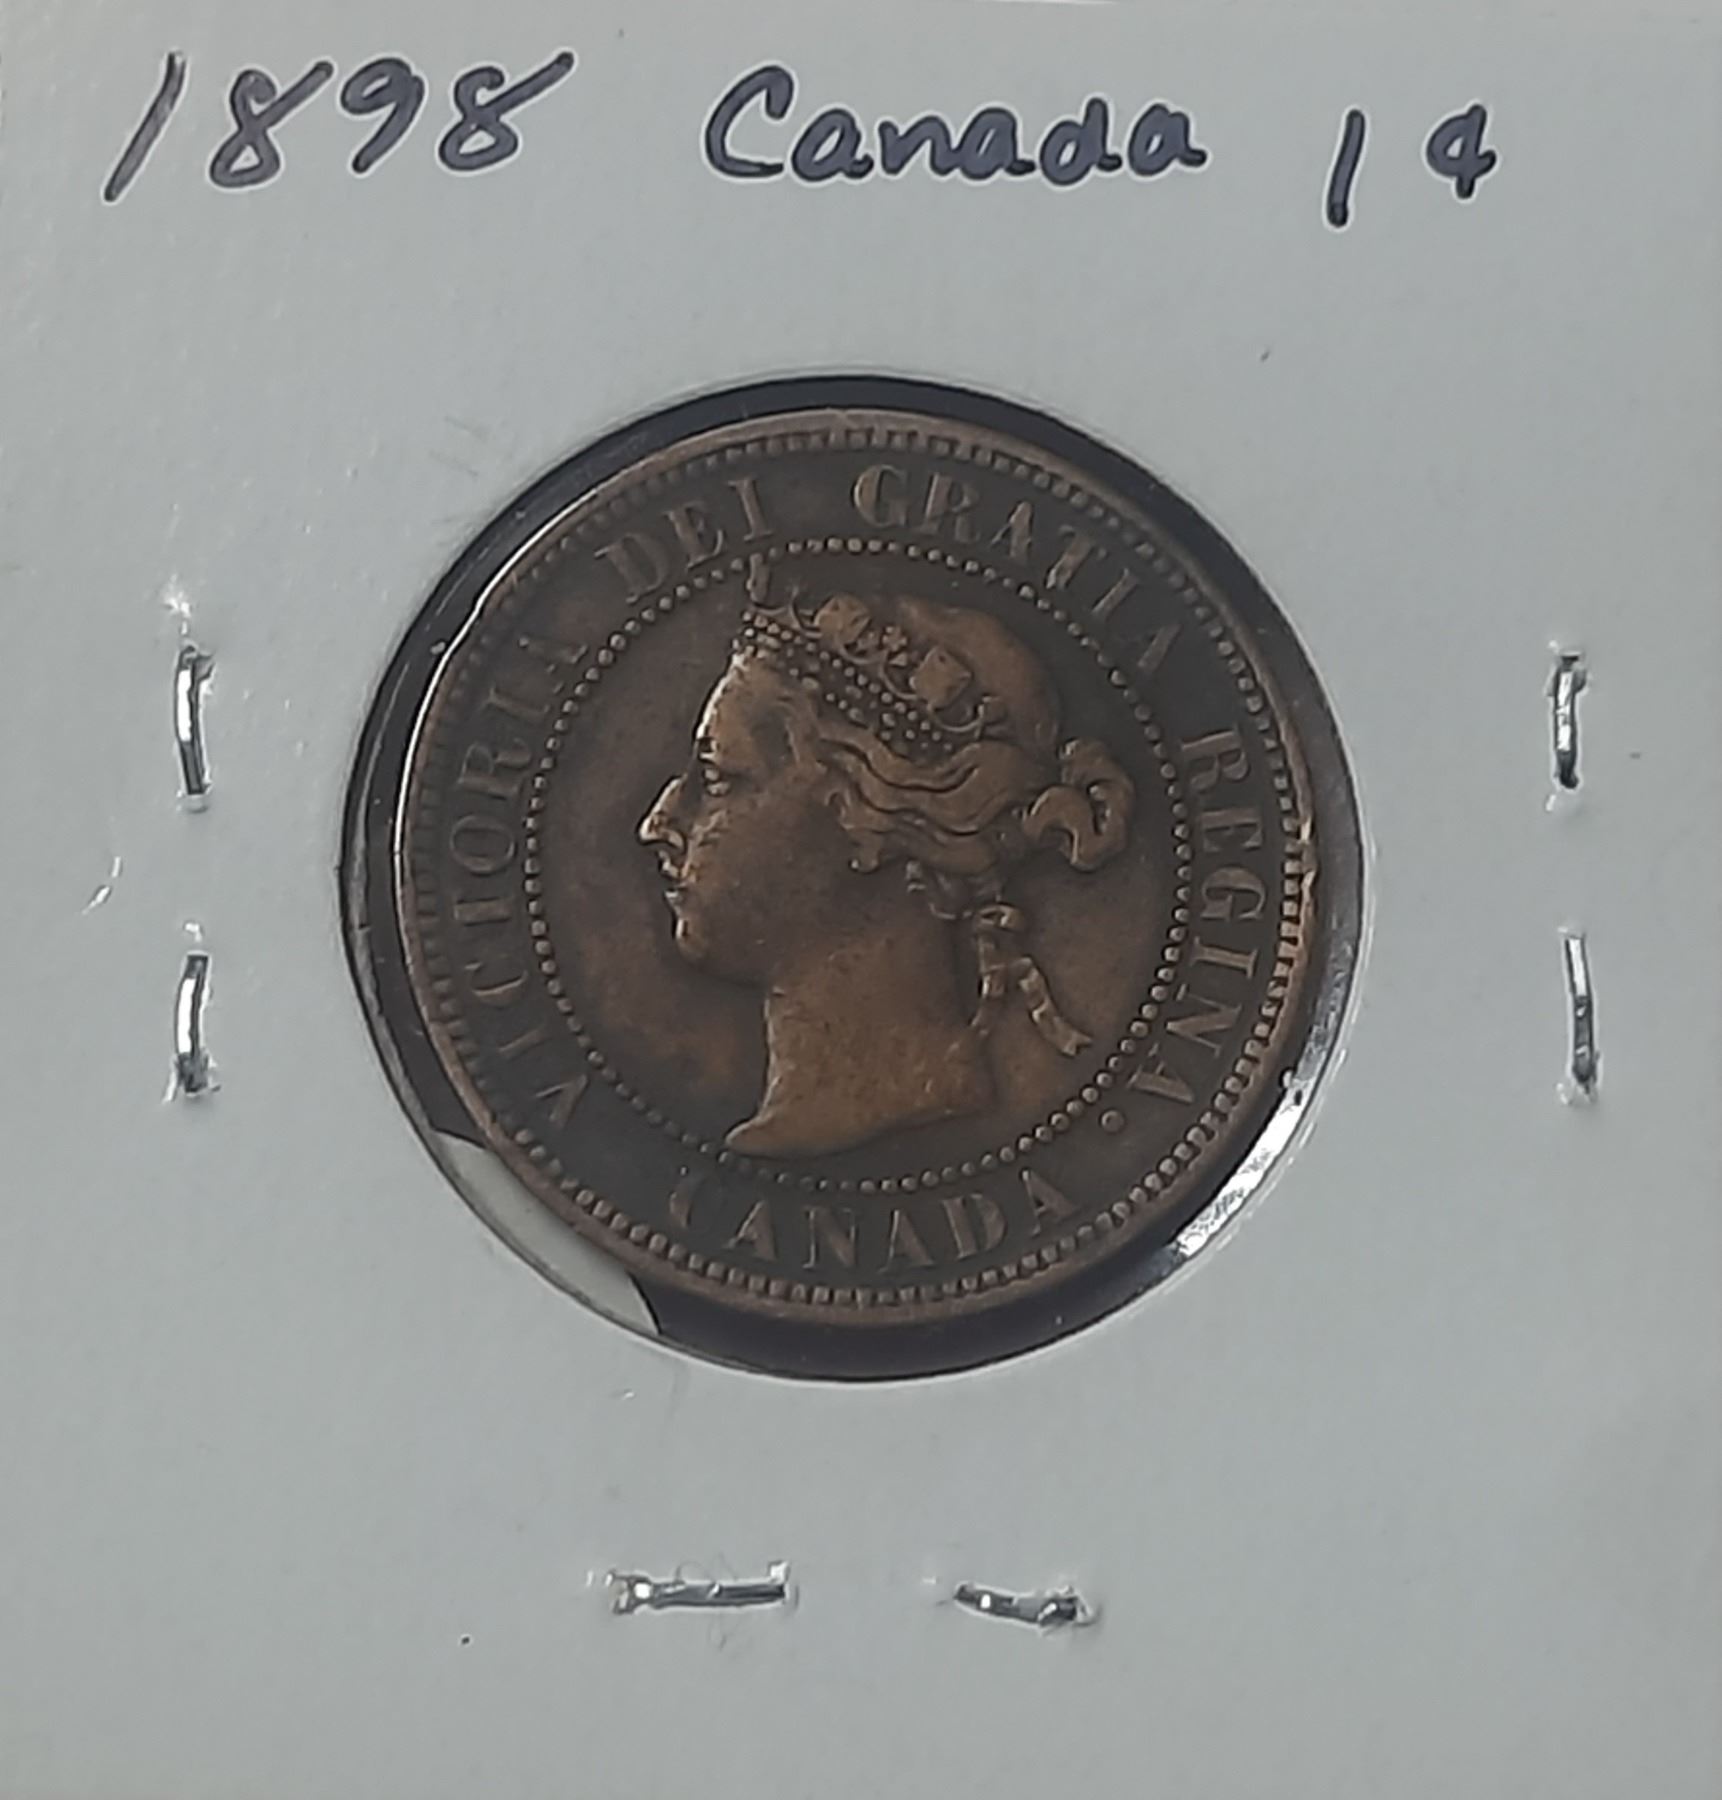 1898 Canada 1¢
VICTORIA DEI GRATIA REGINA.
CANADA